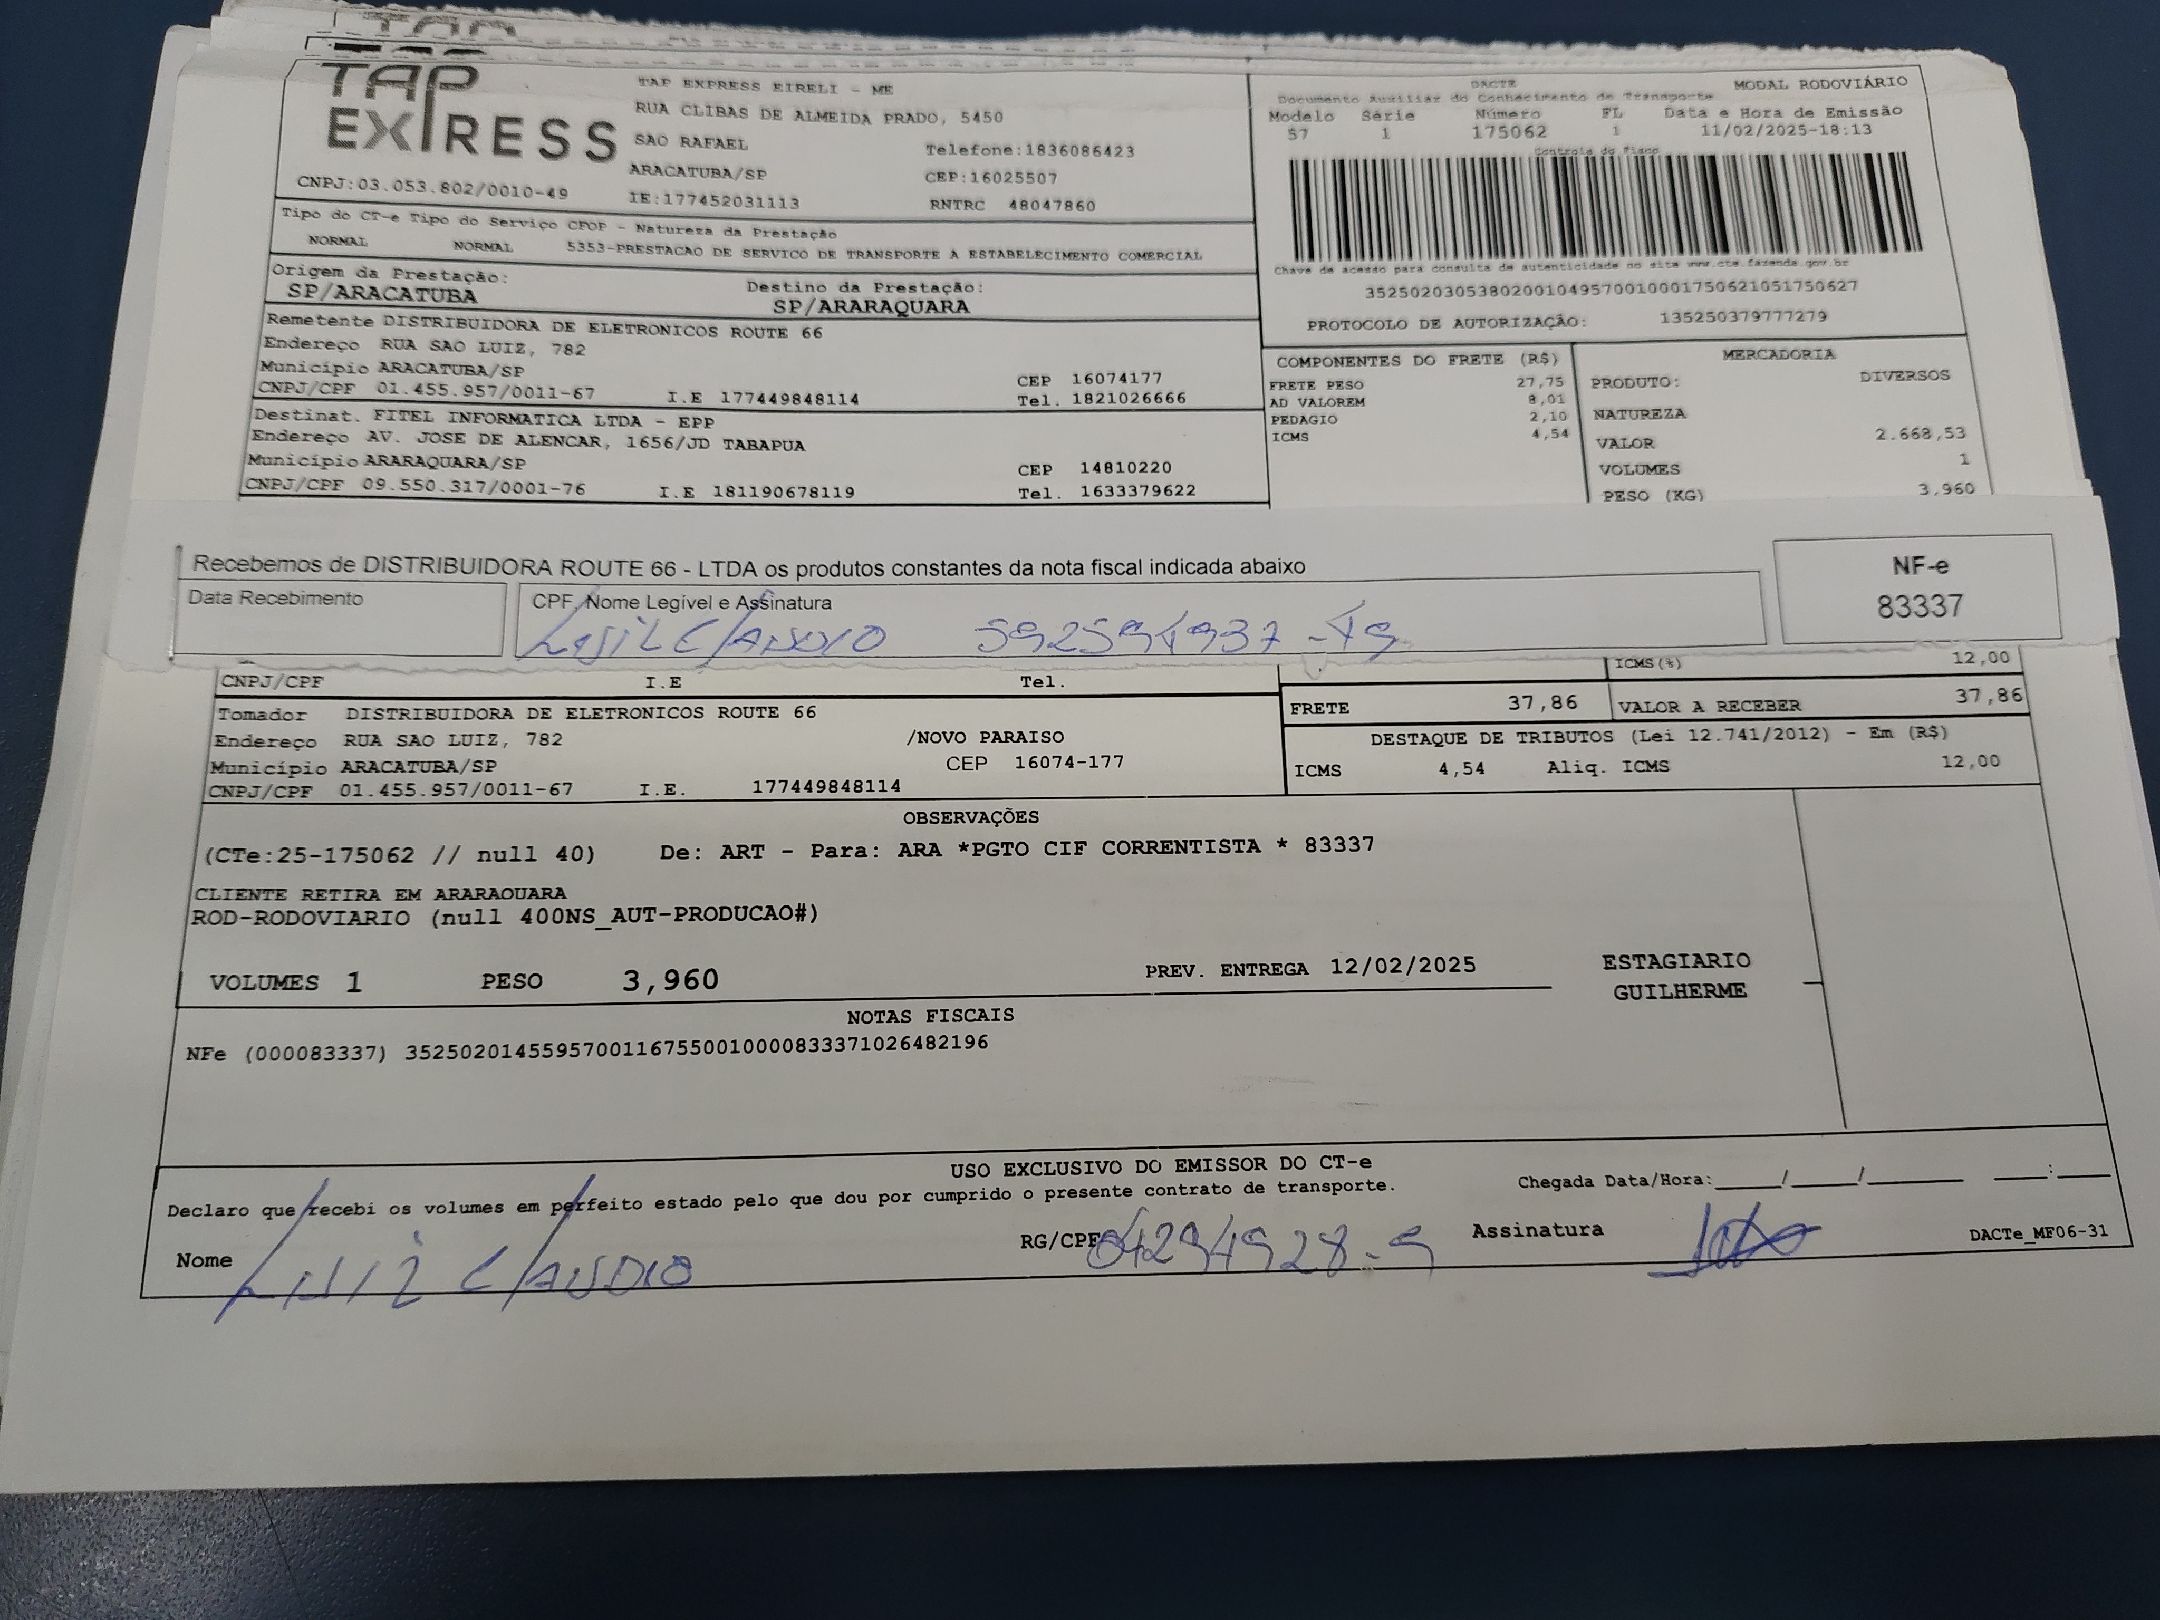 TAP
EXPRESS
TAP EXPRESS EIRELI - ME
RUA CLIBAS DE ALMEIDA PRADO, 5450
SAO RAFAEL Telefone:1836086423
ARACATUBA/SP CEP:16025507
CNPJ:03.053.802/0010-49 IE:177452031113 RNTRC 48047860
DACTE MODAL RODOVIÁRIO
Documento Auxiliar do Conhecimento de Transporte
Modelo Série Número FL Data e Hora de Emissão
57 1 175062 1 11/02/2025-18:13
Controle do Fisco
Chave de acesso para consulta de autenticidade no site www.cte.fazenda.gov.br
35250203053802001049570010001750621051750627
PROTOCOLO DE AUTORIZAÇÃO: 135250379777279
Tipo do CT-e Tipo do Serviço CFOP - Natureza da Prestação
NORMAL NORMAL 5353-PRESTACAO DE SERVICO DE TRANSPORTE A ESTABELECIMENTO COMERCIAL
Origem da Prestação: Destino da Prestação:
SP/ARACATUBA SP/ARARAQUARA
Remetente DISTRIBUIDORA DE ELETRONICOS ROUTE 66
Endereço RUA SAO LUIZ, 782
Município ARACATUBA/SP CEP 16074177
CNPJ/CPF 01.455.957/0011-67 I.E 177449848114 Tel. 1821026666
Destinat. FITEL INFORMATICA LTDA - EPP
Endereço AV. JOSE DE ALENCAR, 1656/JD TABAPUA
Município ARARAQUARA/SP CEP 14810220
CNPJ/CPF 09.550.317/0001-76 I.E 181190678119 Tel. 1633379622
COMPONENTES DO FRETE (R$)
FRETE PESO 27,75
AD VALOREM 8,01
PEDAGIO 2,10
ICMS 4,54
MERCADORIA
PRODUTO: DIVERSOS
NATUREZA
VALOR 2.668,53
VOLUMES 1
PESO (KG) 3,960
Recebemos de DISTRIBUIDORA ROUTE 66 - LTDA os produtos constantes da nota fiscal indicada abaixo
NF-e
83337
Data Recebimento CPF, Nome Legível e Assinatura
CLAUDIO
ICMS(%) 12,00
CNPJ/CPF I.E Tel.
FRETE 37,86 VALOR A RECEBER 37,86
Tomador DISTRIBUIDORA DE ELETRONICOS ROUTE 66
Endereço RUA SAO LUIZ, 782 /NOVO PARAISO
Município ARACATUBA/SP CEP 16074-177
CNPJ/CPF 01.455.957/0011-67 I.E. 177449848114
DESTAQUE DE TRIBUTOS (Lei 12.741/2012) - Em (R$)
ICMS 4,54 Aliq. ICMS 12,00
OBSERVAÇÕES
(CTe:25-175062 // null 40) De: ART - Para: ARA *PGTO CIF CORRENTISTA * 83337
CLIENTE RETIRA EM ARARAQUARA
ROD-RODOVIARIO (null 400NS_AUT-PRODUCAO#)
VOLUMES 1 PESO 3,960 PREV. ENTREGA 12/02/2025 ESTAGIARIO
GUILHERME
NOTAS FISCAIS
NFe (000083337) 35250201455957001167550010000833371026482196
USO EXCLUSIVO DO EMISSOR DO CT-e
Declaro que recebi os volumes em perfeito estado pelo que dou por cumprido o presente contrato de transporte. Chegada Data/Hora:_____/_____/_______ ____:____
Nome LUIZ CLAUDIO RG/CPF 04294928-9 Assinatura DACTe_MF06-31